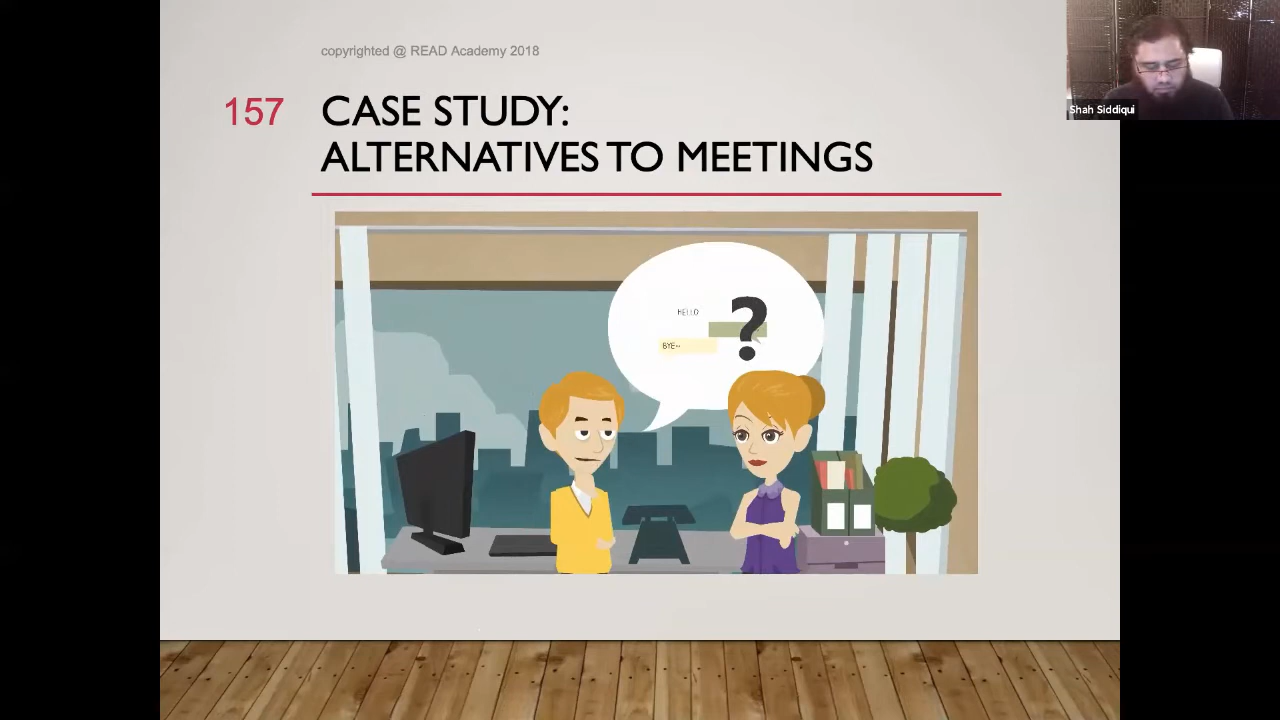 copyrighted @ READ Academy 2018
157
CASE STUDY:
ALTERNATIVES TO MEETINGS
HELLO
?
BYE~
Shah Siddiqui